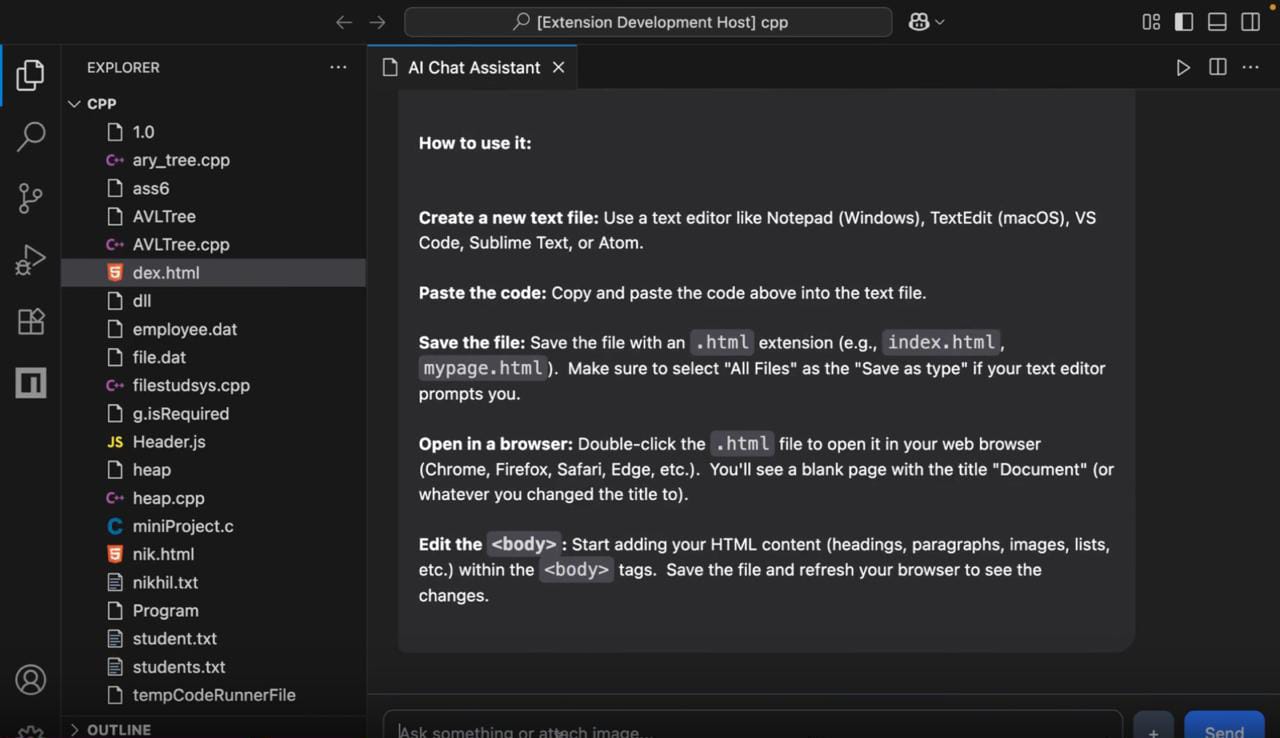 [Extension Development Host] cpp
EXPLORER
AI Chat Assistant
CPP
1.0
ary_tree.cpp
ass6
AVLTree
AVLTree.cpp
dex.html
dll
employee.dat
file.dat
filestudsys.cpp
g.isRequired
JS Header.js
heap
heap.cpp
miniProject.c
nik.html
nikhil.txt
Program
student.txt
students.txt
tempCodeRunnerFile
OUTLINE
How to use it:
Create a new text file: Use a text editor like Notepad (Windows), TextEdit (macOS), VS
Code, Sublime Text, or Atom.
Paste the code: Copy and paste the code above into the text file.
Save the file: Save the file with an .html extension (e.g., index.html,
mypage.html). Make sure to select "All Files" as the "Save as type" if your text editor
prompts you.
Open in a browser: Double-click the .html file to open it in your web browser
(Chrome, Firefox, Safari, Edge, etc.). You'll see a blank page with the title "Document" (or
whatever you changed the title to).
Edit the <body>: Start adding your HTML content (headings, paragraphs, images, lists,
etc.) within the <body> tags. Save the file and refresh your browser to see the
changes.
Ask something or attach image...
+
Send